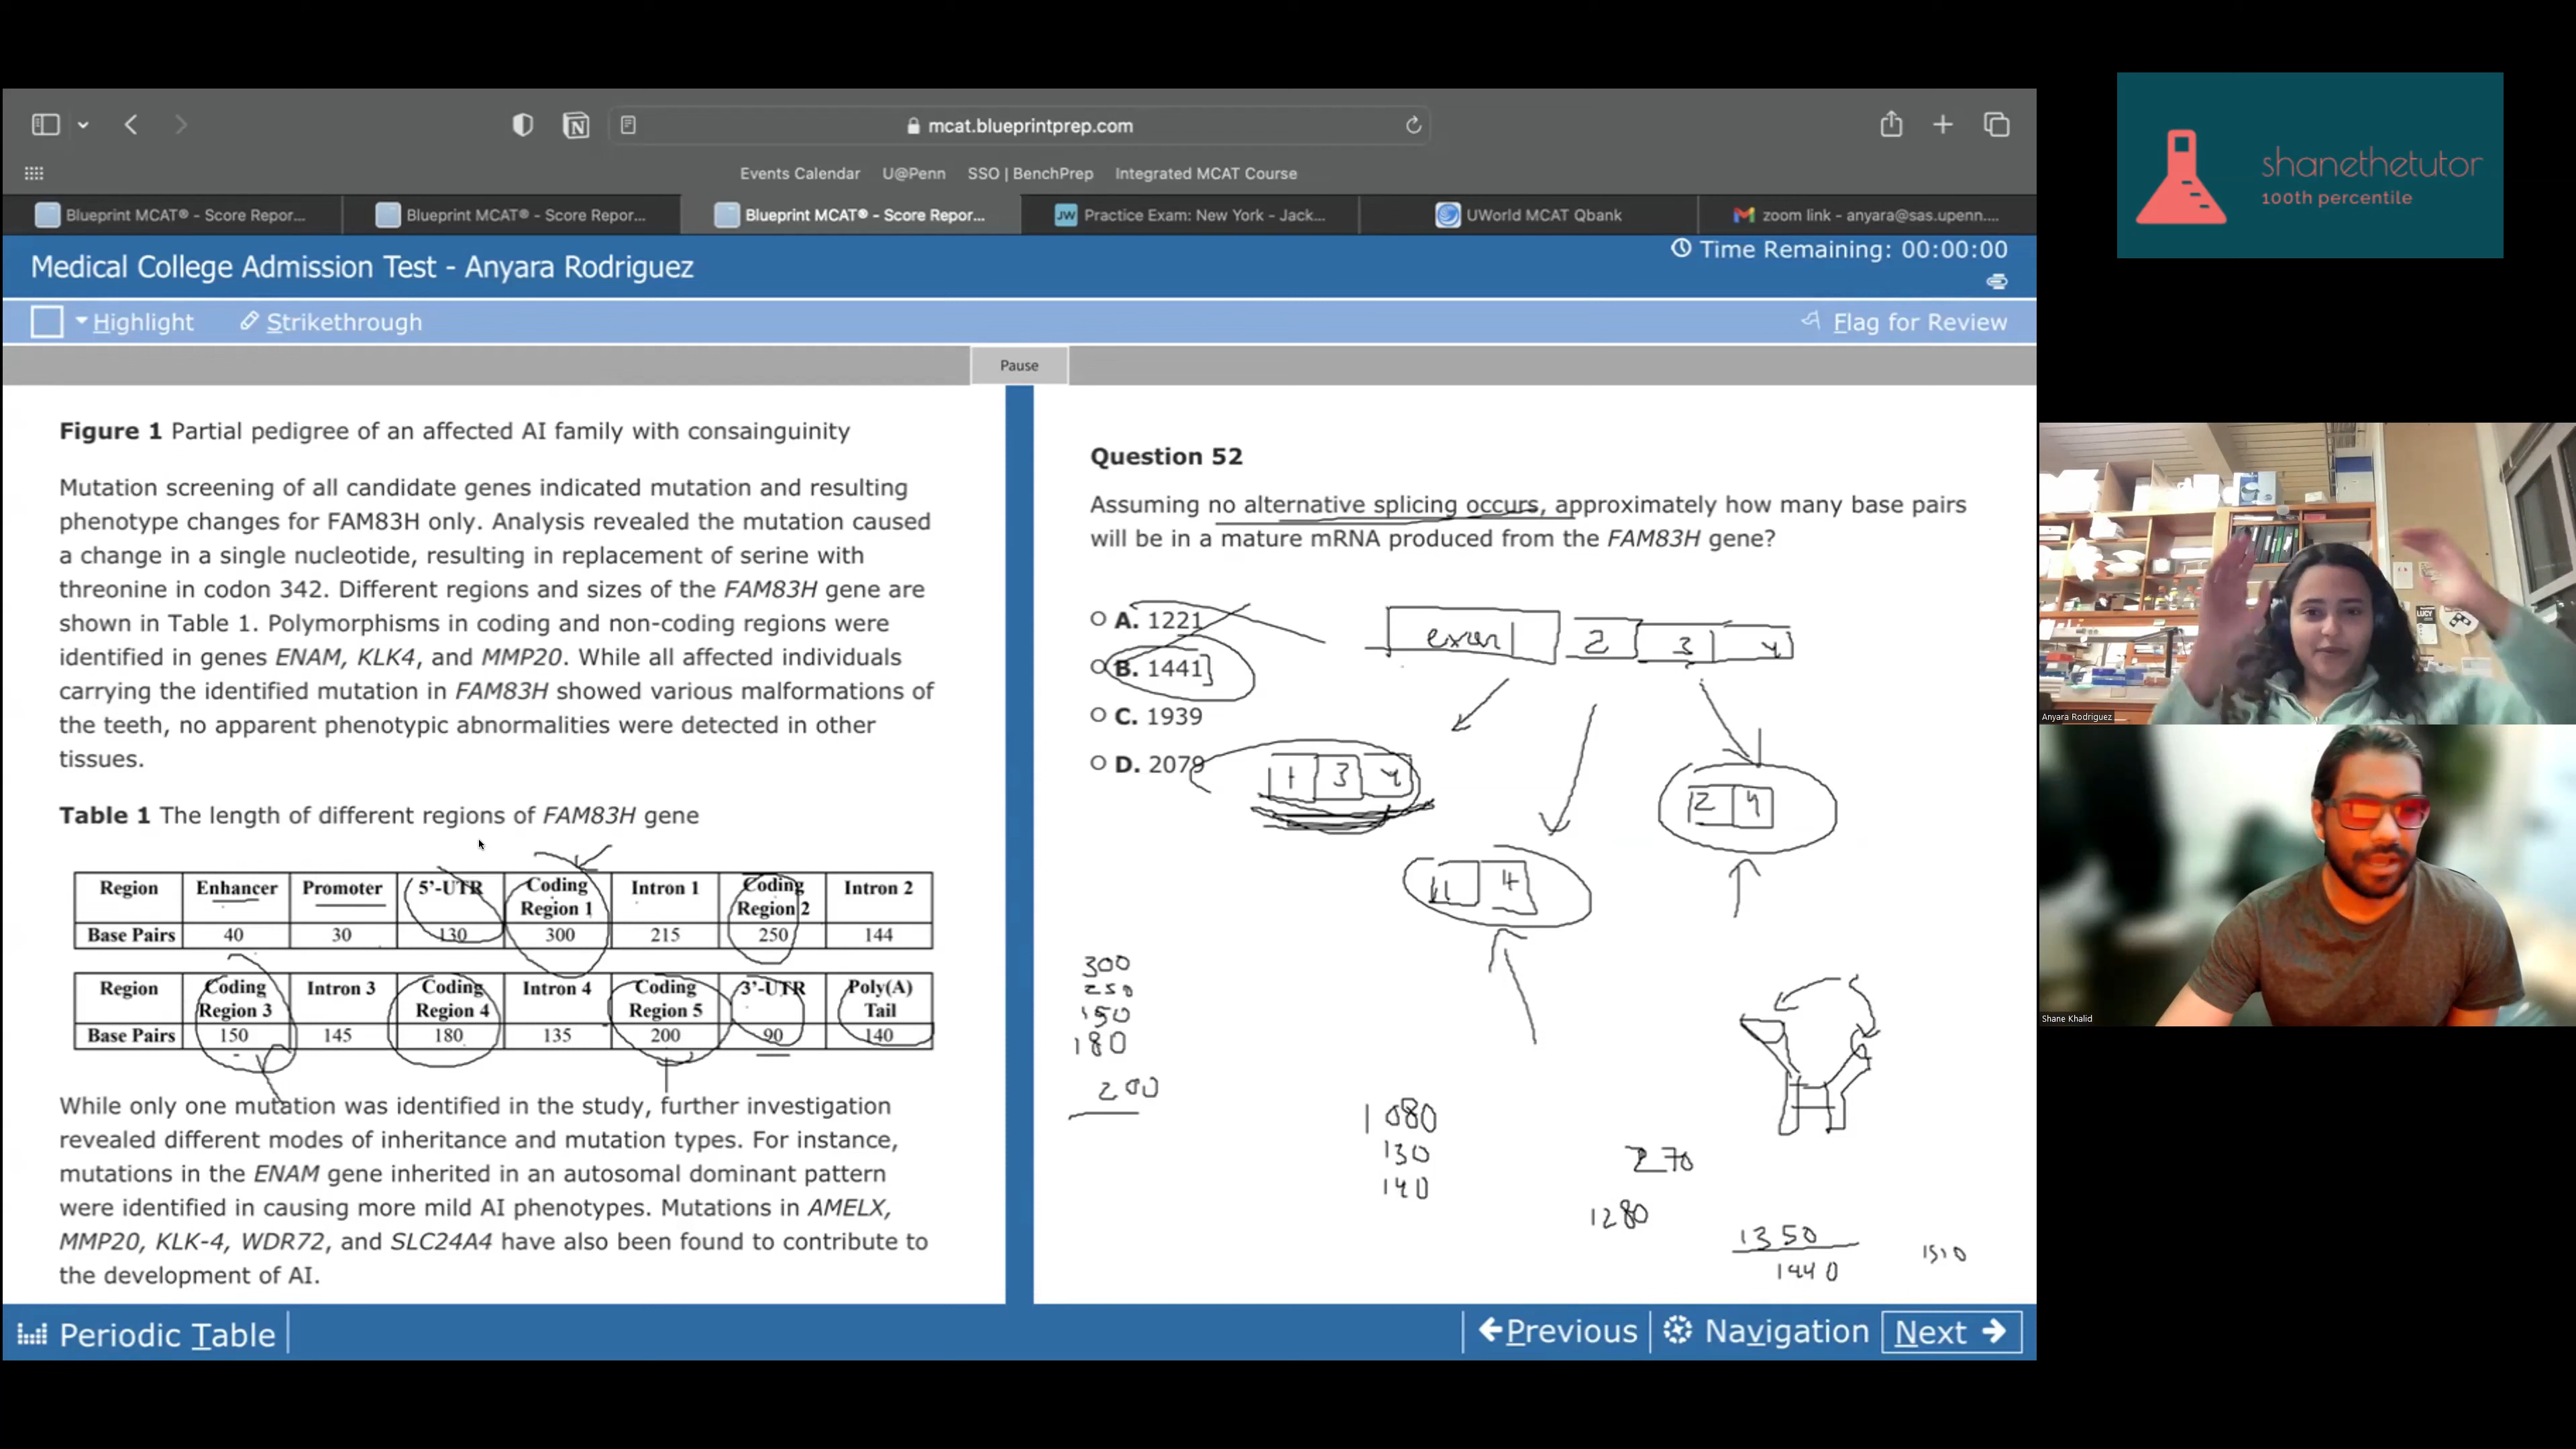 mcat.blueprintprep.com
Events Calendar U@Penn SSO | BenchPrep Integrated MCAT Course
Blueprint MCAT® - Score Repor... Blueprint MCAT® - Score Repor... Blueprint MCAT® - Score Repor... JW Practice Exam: New York - Jack... UWorld MCAT Qbank zoom link - anyara@sas.upenn....
Medical College Admission Test - Anyara Rodriguez
Time Remaining: 00:00:00
Highlight Strikethrough Flag for Review
Pause
Figure 1 Partial pedigree of an affected AI family with consainguinity
Mutation screening of all candidate genes indicated mutation and resulting
phenotype changes for FAM83H only. Analysis revealed the mutation caused
a change in a single nucleotide, resulting in replacement of serine with
threonine in codon 342. Different regions and sizes of the FAM83H gene are
shown in Table 1. Polymorphisms in coding and non-coding regions were
identified in genes ENAM, KLK4, and MMP20. While all affected individuals
carrying the identified mutation in FAM83H showed various malformations of
the teeth, no apparent phenotypic abnormalities were detected in other
tissues.
Table 1 The length of different regions of FAM83H gene
Region Enhancer Promoter 5'-UTR Coding Region 1 Intron 1 Coding Region 2 Intron 2
Base Pairs 40 30 130 300 215 250 144
Region Coding Region 3 Intron 3 Coding Region 4 Intron 4 Coding Region 5 3'-UTR Poly(A) Tail
Base Pairs 150 145 180 135 200 90 140
While only one mutation was identified in the study, further investigation
revealed different modes of inheritance and mutation types. For instance,
mutations in the ENAM gene inherited in an autosomal dominant pattern
were identified in causing more mild AI phenotypes. Mutations in AMELX,
MMP20, KLK-4, WDR72, and SLC24A4 have also been found to contribute to
the development of AI.
Question 52
Assuming no alternative splicing occurs, approximately how many base pairs
will be in a mature mRNA produced from the FAM83H gene?
A. 1221
B. 1441
C. 1939
D. 2079
exon 1 2 3 4
1 3 4
2 4
4
300
250
150
180
200
1080
130
140
270
1280
1350
1440
Periodic Table
Previous Navigation Next
shanethetutor
100th percentile
LUCY
Anyara Rodriguez
Shane Khalid